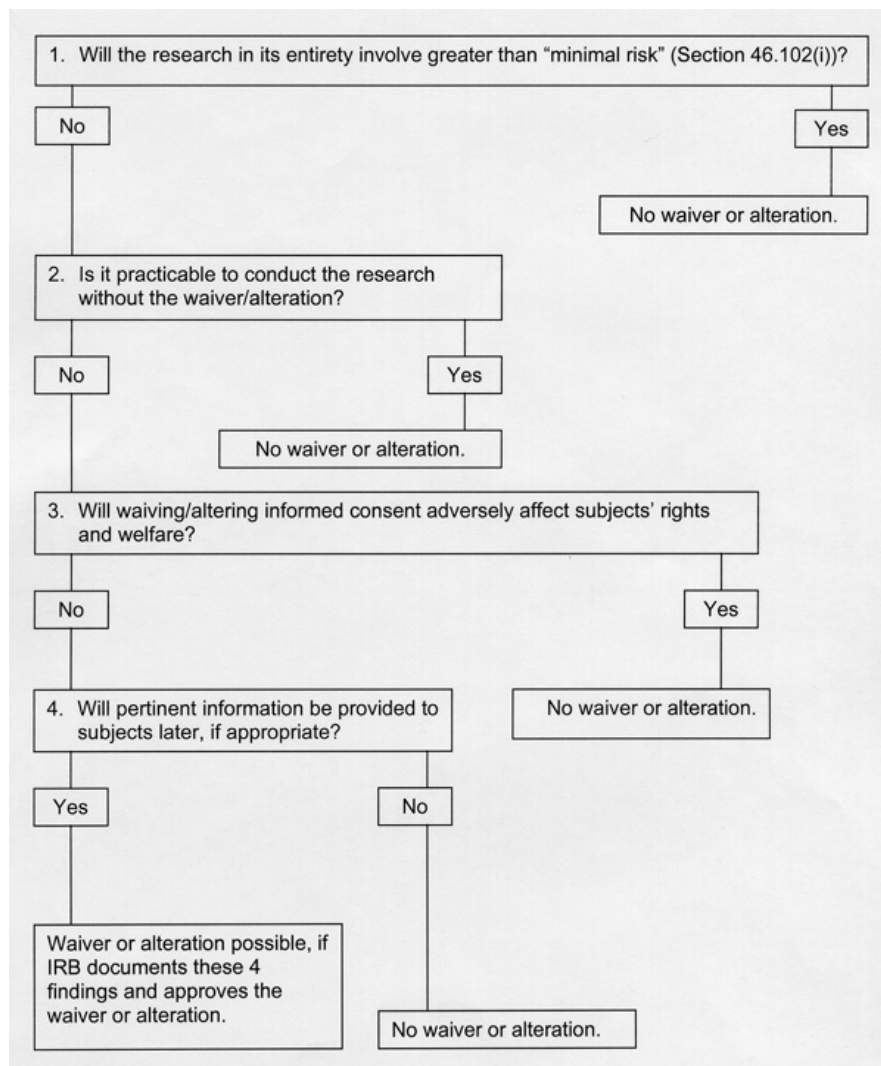 1. Will the research in its entirety involve greater than “minimal risk” (Section 46.102(i))?
No
Yes
No waiver or alteration.
2. Is it practicable to conduct the research
without the waiver/alteration?
No
Yes
No waiver or alteration.
3. Will waiving/altering informed consent adversely affect subjects’ rights
and welfare?
No
Yes
No waiver or alteration.
4. Will pertinent information be provided to
subjects later, if appropriate?
Yes
No
Waiver or alteration possible, if
IRB documents these 4
findings and approves the
waiver or alteration.
No waiver or alteration.